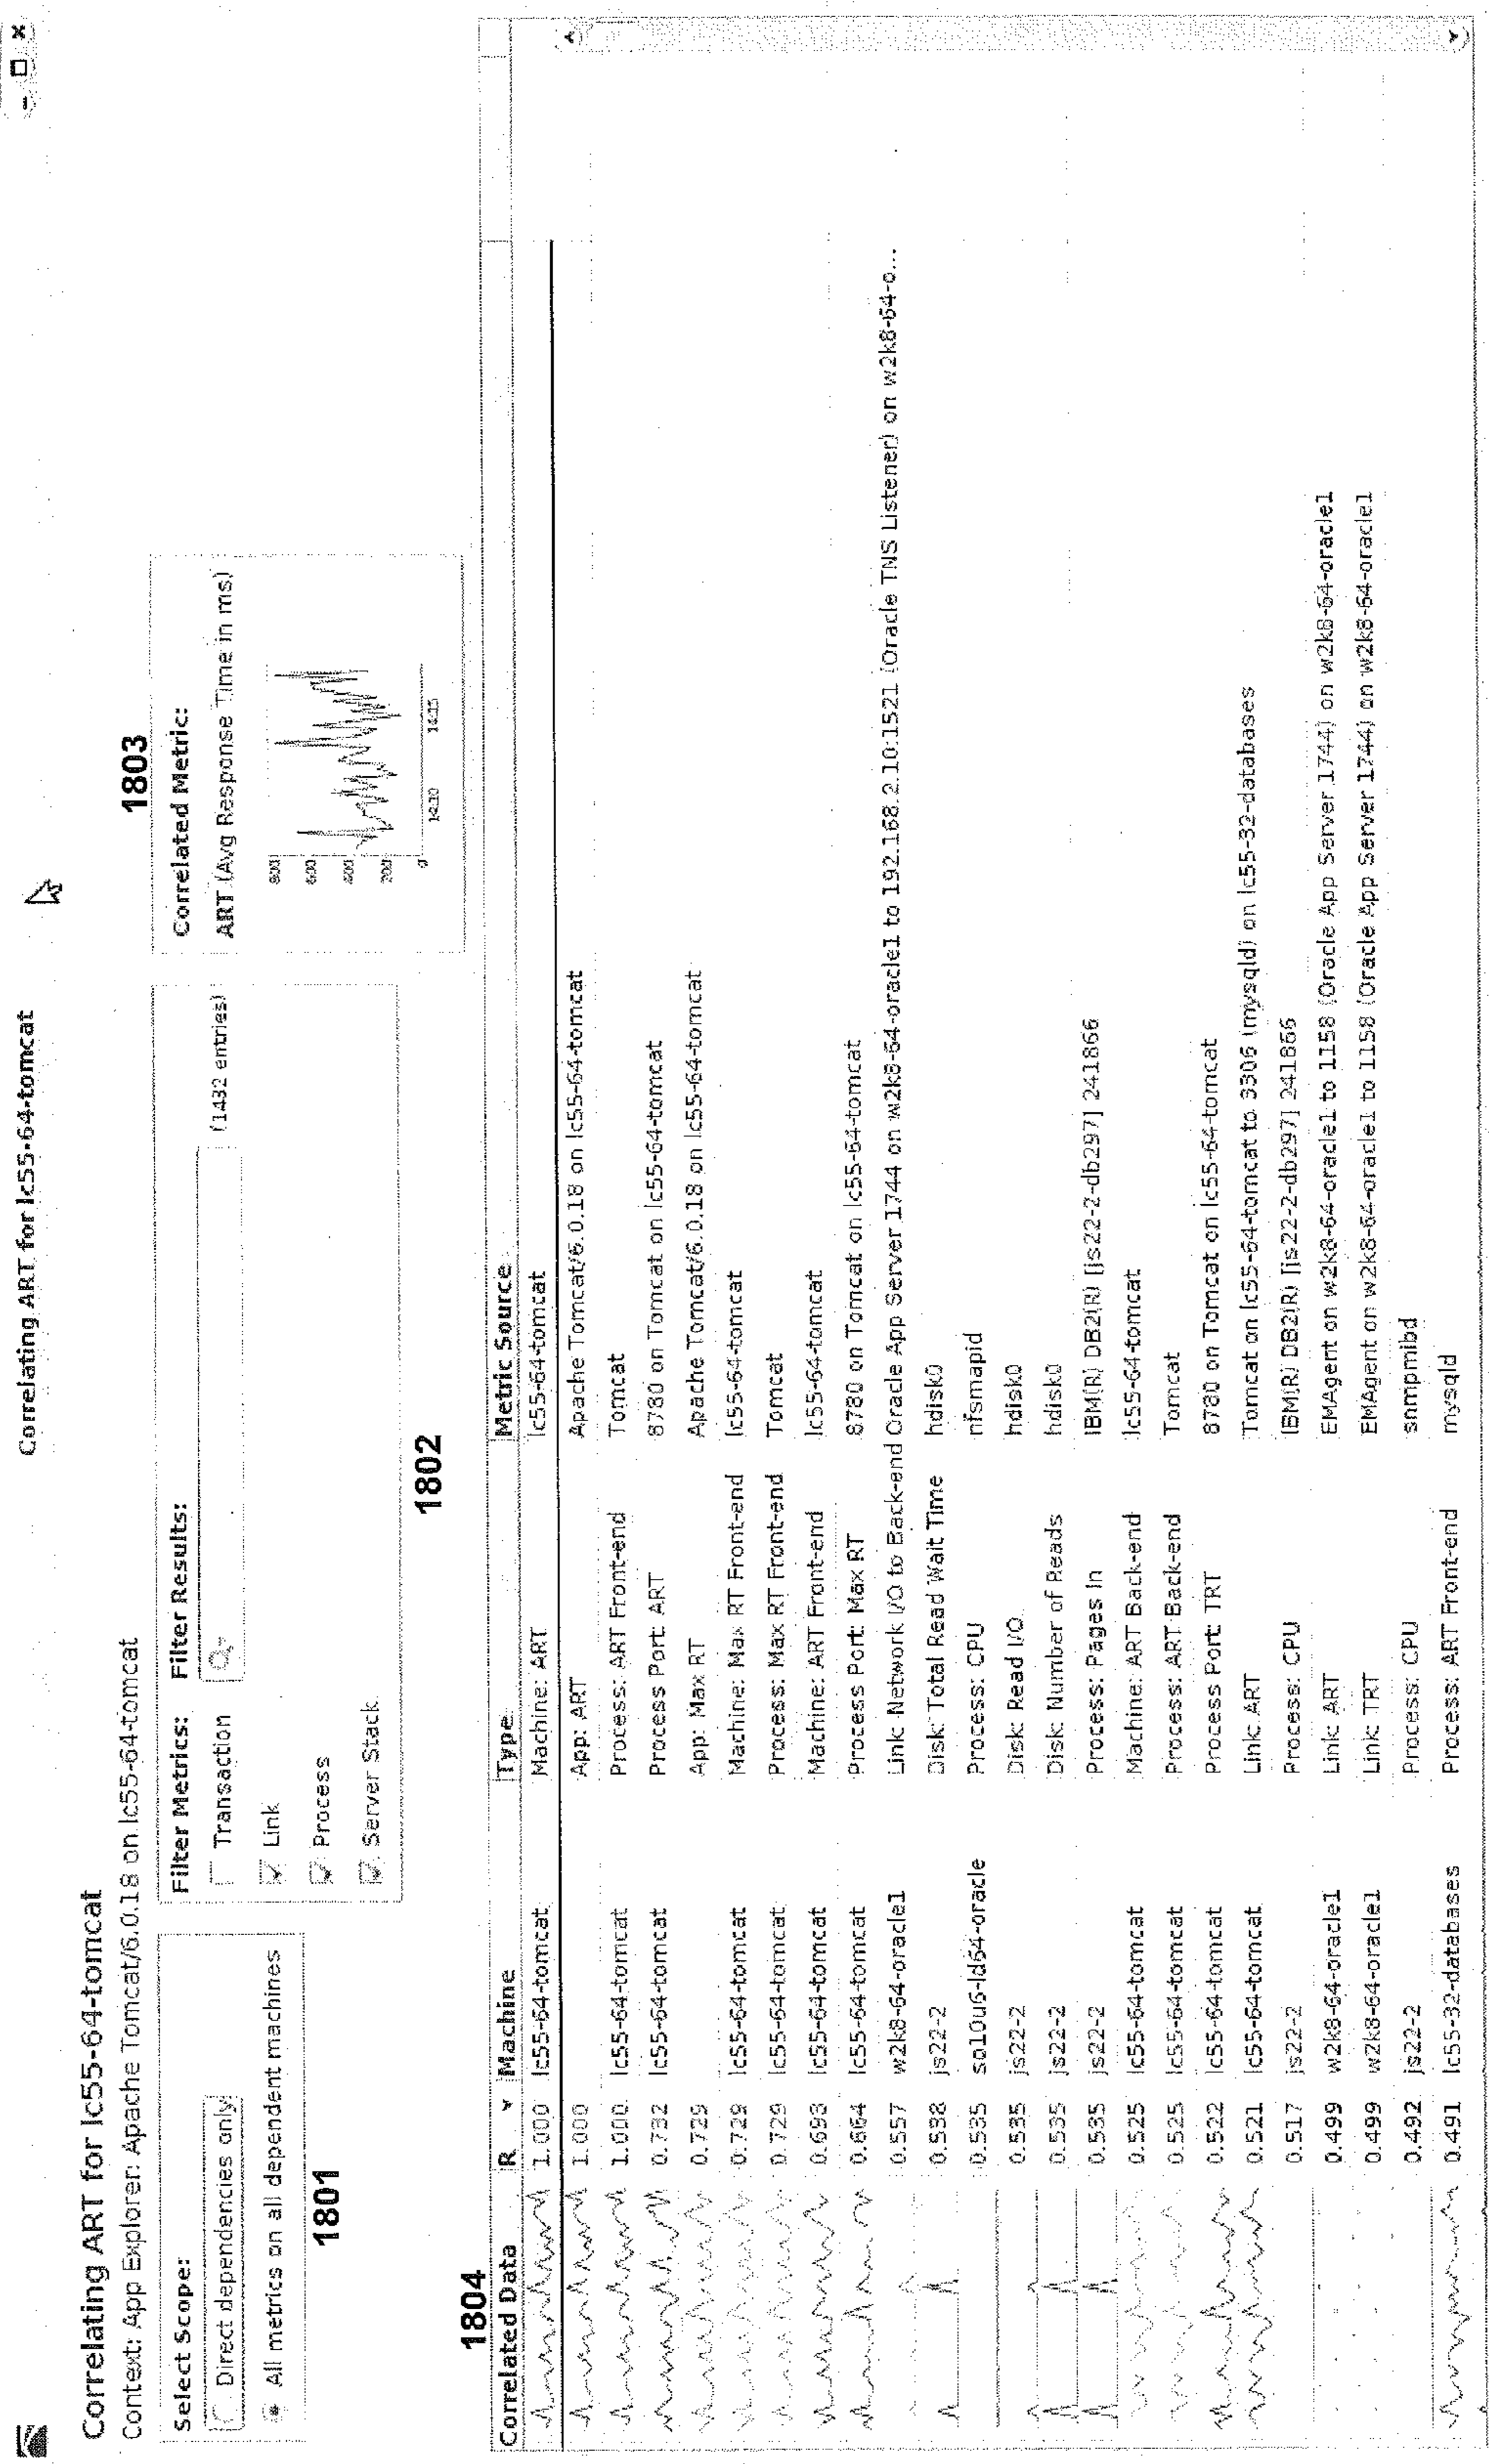 Correlating ART for lc55-64-tomcat
Correlating ART for lc55-64-tomcat
Context: App Explorer: Apache Tomcat/6.0.18 on lc55-64-tomcat
Select Scope:
Direct dependencies only
All metrics on all dependent machines
1801
Filter Metrics: Filter Results:
Transaction (1432 entries)
Link
Process
Server Stack
1802
1803
Correlated Metric:
ART (Avg Response Time in ms)
800
600
400
200
0
14:10 14:15
1804
Correlated Data R Machine Type Metric Source
1.000 lc55-64-tomcat Machine: ART lc55-64-tomcat
1.000 App: ART Apache Tomcat/6.0.18 on lc55-64-tomcat
1.000 lc55-64-tomcat Process: ART Front-end Tomcat
0.732 lc55-64-tomcat Process Port: ART 8780 on Tomcat on lc55-64-tomcat
0.729 App: Max RT Apache Tomcat/6.0.18 on lc55-64-tomcat
0.729 lc55-64-tomcat Machine: Max RT Front-end lc55-64-tomcat
0.729 lc55-64-tomcat Process: Max RT Front-end Tomcat
0.693 lc55-64-tomcat Machine: ART Front-end lc55-64-tomcat
0.664 lc55-64-tomcat Process Port: Max RT 8780 on Tomcat on lc55-64-tomcat
0.557 w2k8-64-oracle1 Link: Network I/O to Back-end Oracle App Server 1744 on w2k8-64-oracle1 to 192.168.2.10:1521 (Oracle TNS Listener) on w2k8-64-o...
0.538 js22-2 Disk: Total Read Wait Time hdisk0
0.535 sol10u6-ld64-oracle Process: CPU nfsmapid
0.535 js22-2 Disk: Read I/O hdisk0
0.535 js22-2 Disk: Number of Reads hdisk0
0.535 js22-2 Process: Pages In IBM(R) DB2(R) [js22-2-db297] 241866
0.525 lc55-64-tomcat Machine: ART Back-end lc55-64-tomcat
0.525 lc55-64-tomcat Process: ART Back-end Tomcat
0.522 lc55-64-tomcat Process Port: TRT 8780 on Tomcat on lc55-64-tomcat
0.521 lc55-64-tomcat Link: ART Tomcat on lc55-64-tomcat to 3306 (mysqld) on lc55-32-databases
0.517 js22-2 Process: CPU IBM(R) DB2(R) [js22-2-db297] 241866
0.499 w2k8-64-oracle1 Link: ART EMAgent on w2k8-64-oracle1 to 1158 (Oracle App Server 1744) on w2k8-64-oracle1
0.499 w2k8-64-oracle1 Link: TRT EMAgent on w2k8-64-oracle1 to 1158 (Oracle App Server 1744) on w2k8-64-oracle1
0.492 js22-2 Process: CPU snmpmibd
0.491 lc55-32-databases Process: ART Front-end mysqld